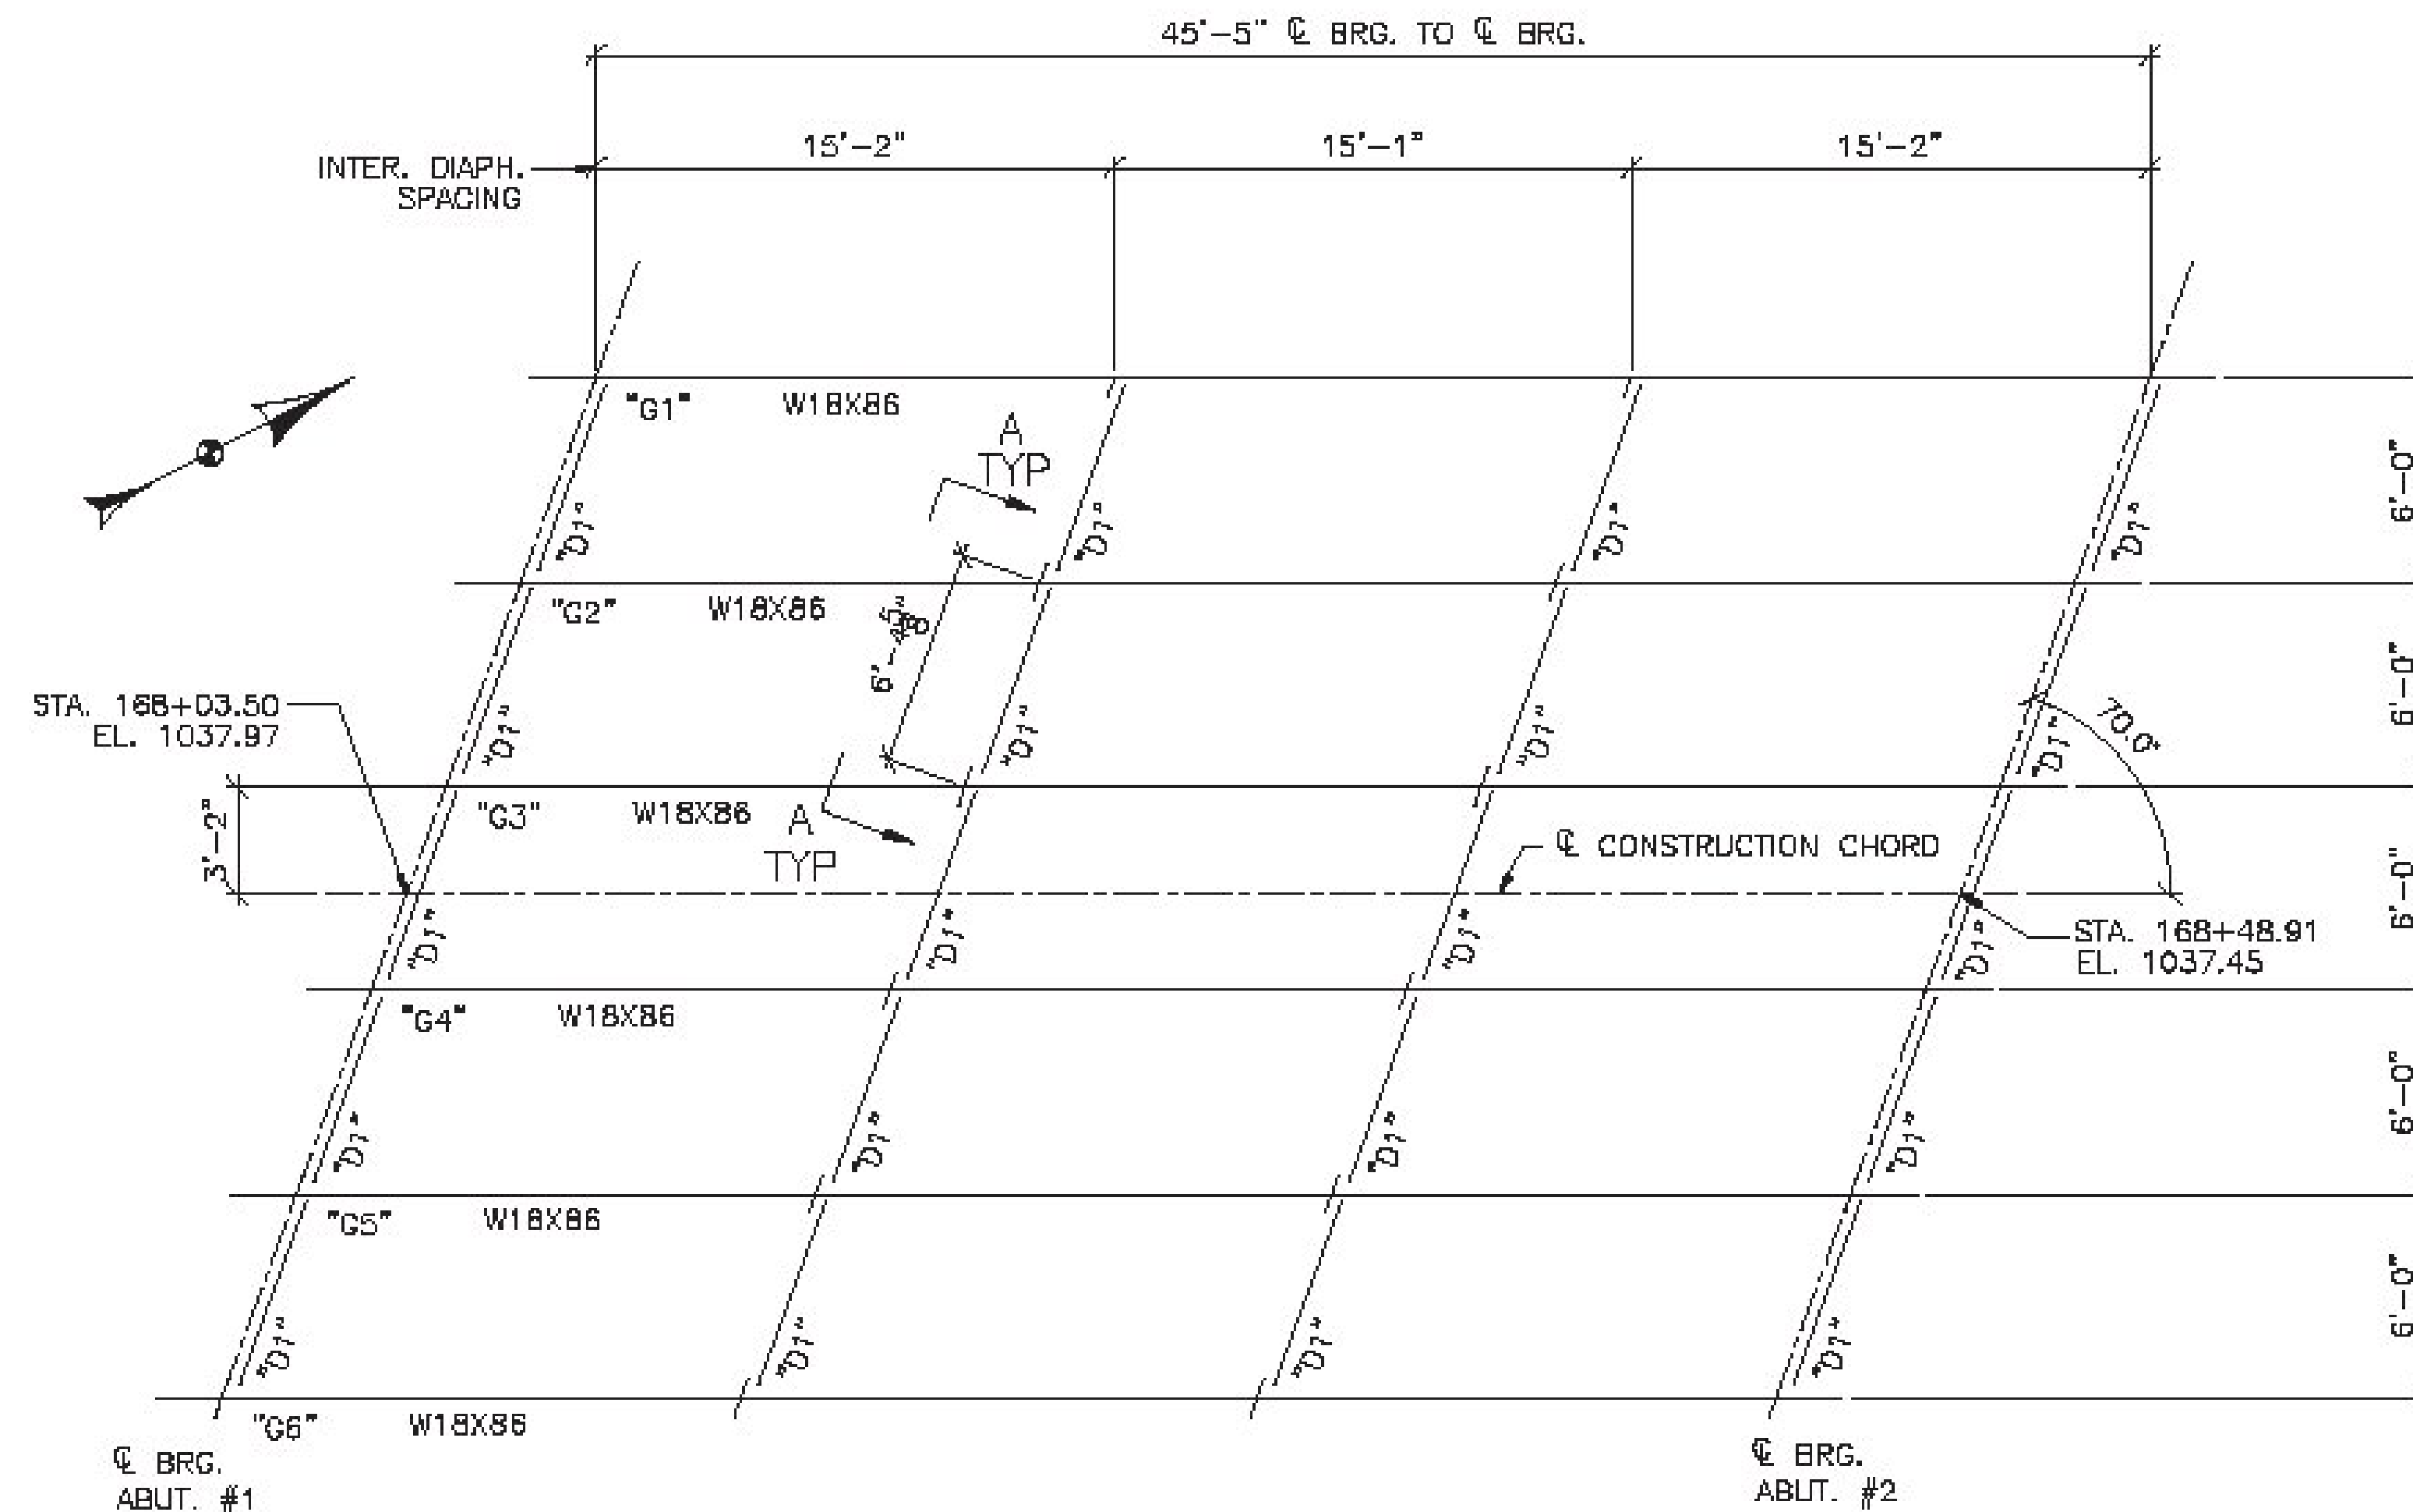 45'-5" ℄ BRG. TO ℄ BRG.
15'-2"
15'-1"
15'-2"
INTER. DIAPH.
SPACING
"G1"
W18X86
A
TYP
6'-0"
"D1"
"D1"
"D1"
"D1"
"G2"
W18X86
6'-4 5/8"
6'-0"
STA. 168+03.50
EL. 1037.97
"D1"
"D1"
"D1"
"D1"
70.0°
"G3"
W18X86
A
TYP
3'-2"
℄ CONSTRUCTION CHORD
6'-0"
"D1"
"D1"
"D1"
"D1"
STA. 168+48.91
EL. 1037.45
"G4"
W18X86
6'-0"
"D1"
"D1"
"D1"
"D1"
"G5"
W18X86
6'-0"
"D1"
"D1"
"D1"
"D1"
"G6"
W18X86
℄ BRG.
ABUT. #1
℄ BRG.
ABUT. #2